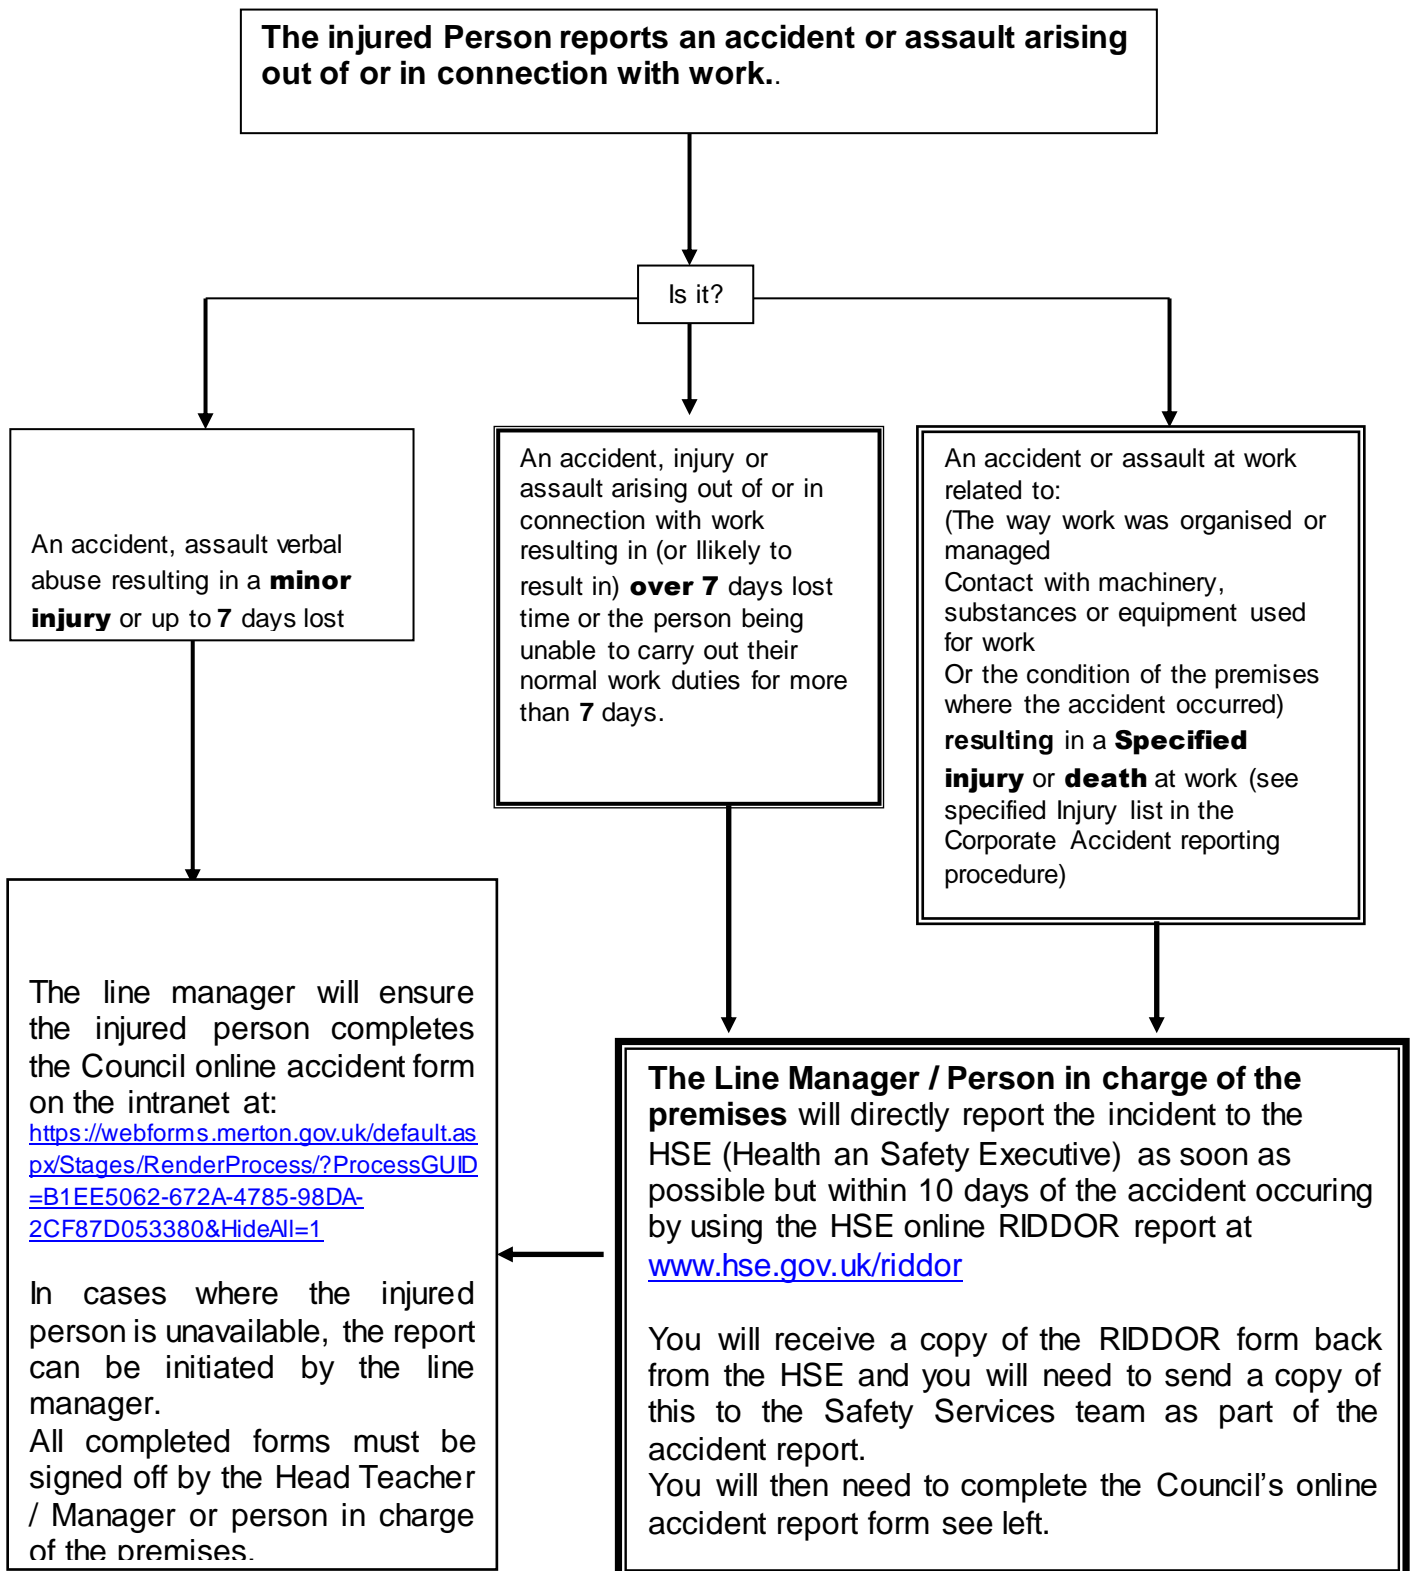 The injured Person reports an accident or assault arising
out of or in connection with work..
Is it?
An accident, assault verbal
abuse resulting in a minor
injury or up to 7 days lost
An accident, injury or
assault arising out of or in
connection with work
resulting in (or llikely to
result in) over 7 days lost
time or the person being
unable to carry out their
normal work duties for more
than 7 days.
An accident or assault at work
related to:
(The way work was organised or
managed
Contact with machinery,
substances or equipment used
for work
Or the condition of the premises
where the accident occurred)
resulting in a Specified
injury or death at work (see
specified Injury list in the
Corporate Accident reporting
procedure)
The line manager will ensure
the injured person completes
the Council online accident form
on the intranet at:
https://webforms.merton.gov.uk/default.as
px/Stages/RenderProcess/?ProcessGUID
=B1EE5062-672A-4785-98DA-
2CF87D053380&HideAll=1
In cases where the injured
person is unavailable, the report
can be initiated by the line
manager.
All completed forms must be
signed off by the Head Teacher
/ Manager or person in charge
of the premises.
The Line Manager / Person in charge of the
premises will directly report the incident to the
HSE (Health an Safety Executive) as soon as
possible but within 10 days of the accident occuring
by using the HSE online RIDDOR report at
www.hse.gov.uk/riddor
You will receive a copy of the RIDDOR form back
from the HSE and you will need to send a copy of
this to the Safety Services team as part of the
accident report.
You will then need to complete the Council's online
accident report form see left.